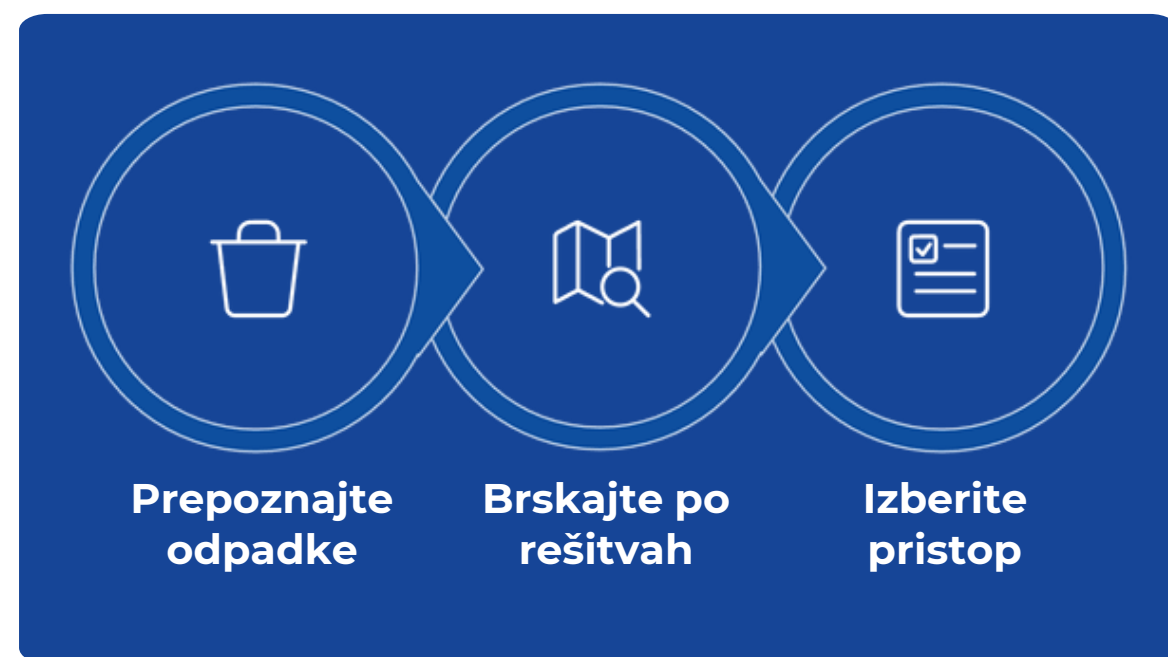 Prepoznajte
odpadke
Brskajte po
rešitvah
Izberite
pristop